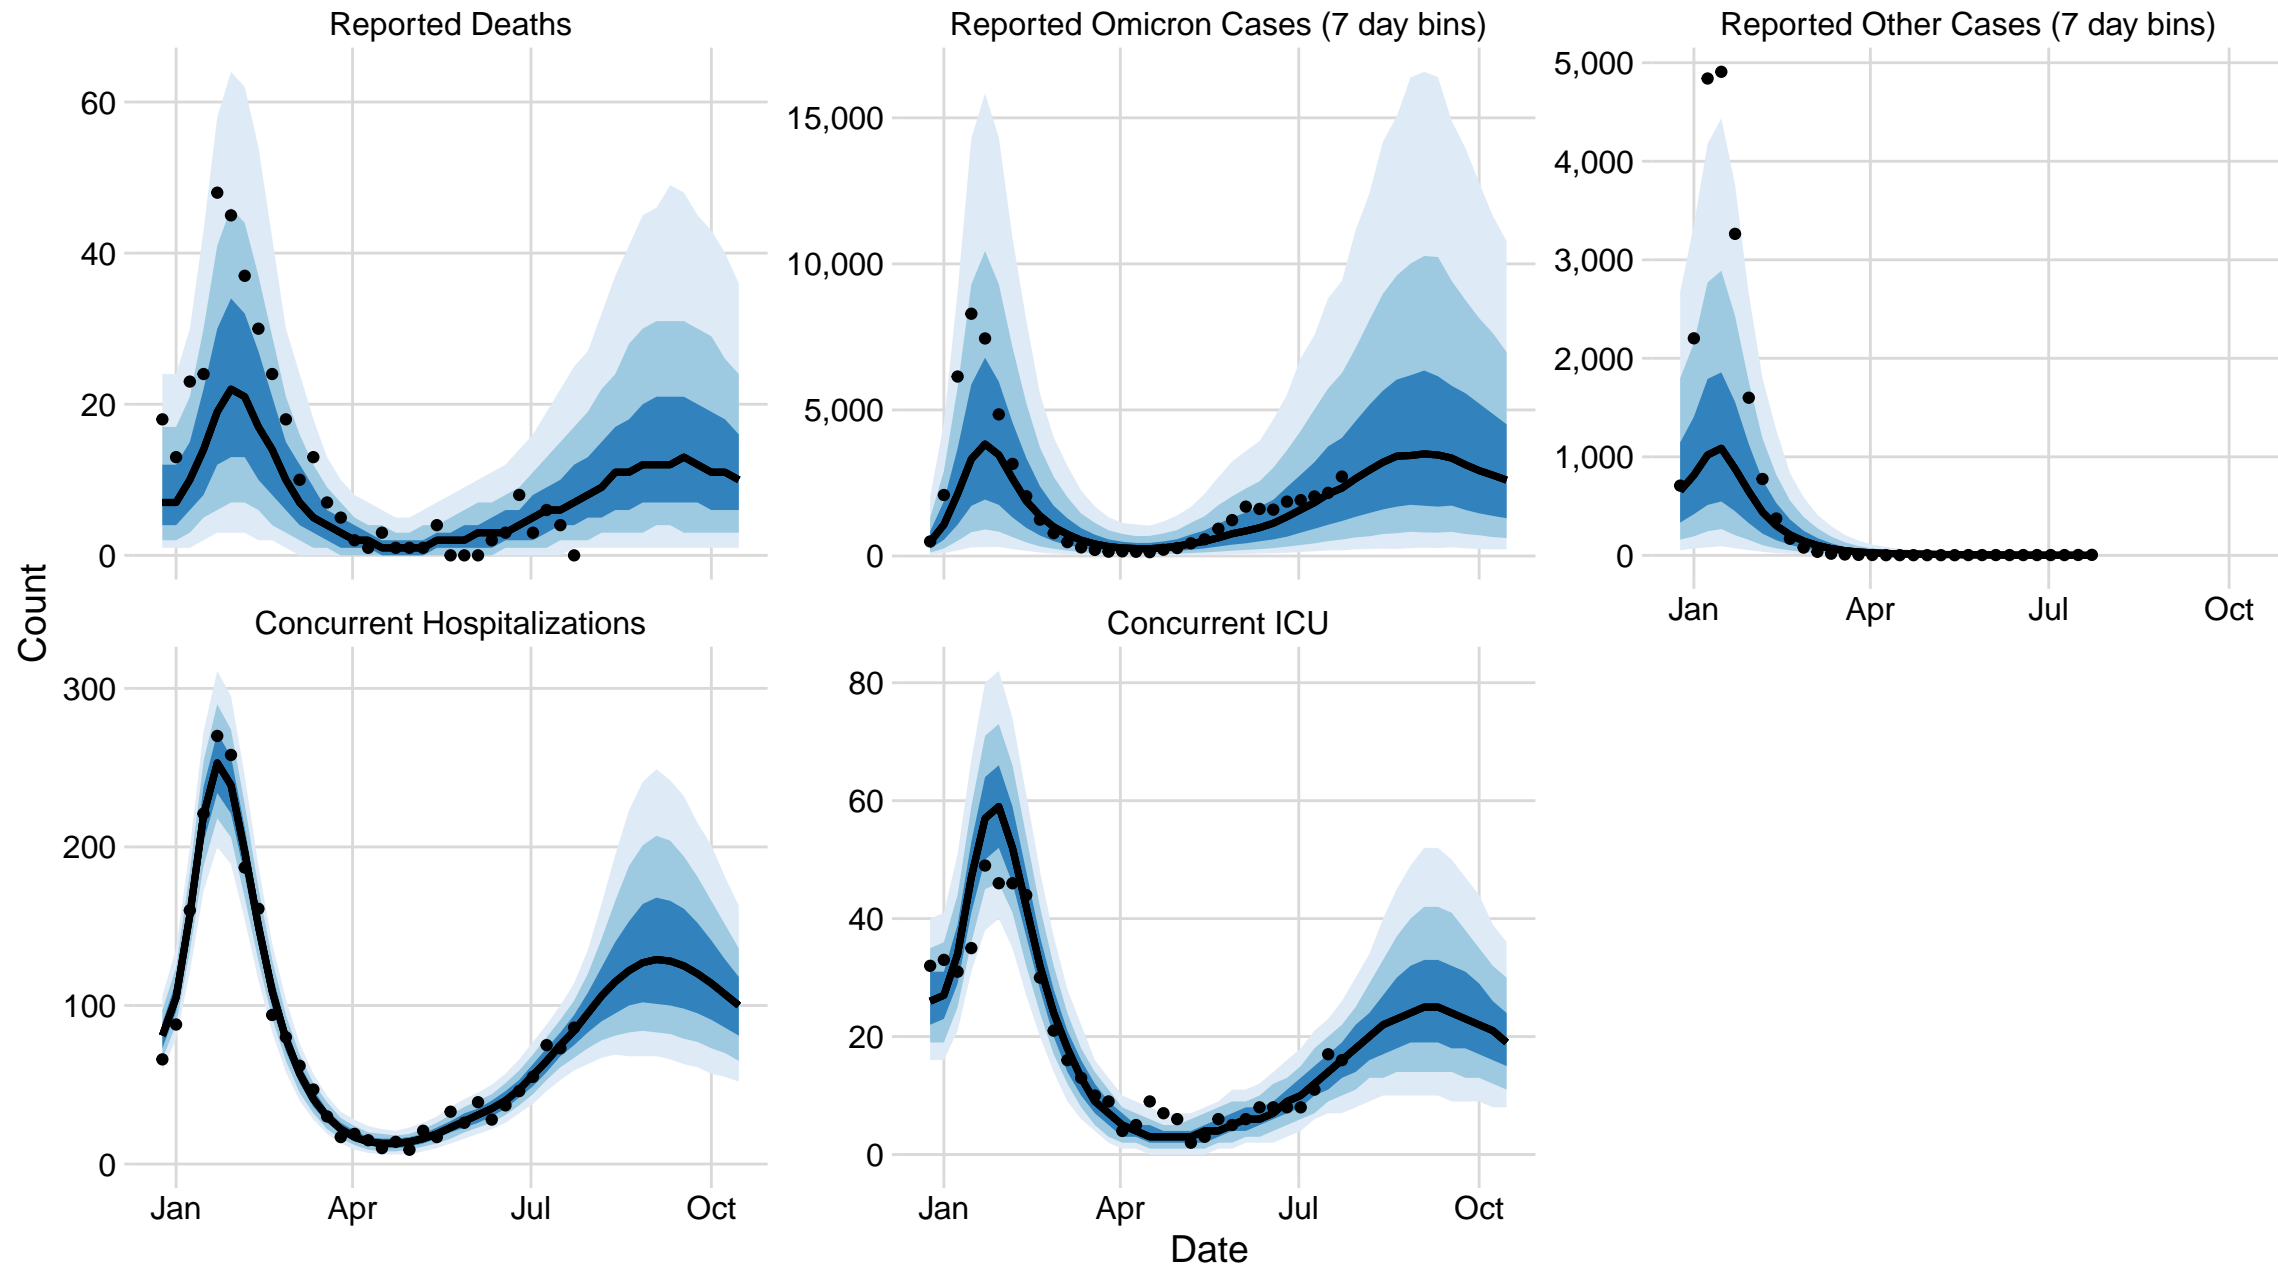 Reported Deaths
Reported Omicron Cases (7 day bins)
Reported Other Cases (7 day bins)
60
40
20
0
15,000
10,000
5,000
0
5,000
4,000
3,000
2,000
1,000
0
Jan Apr Jul Oct
Count
Concurrent Hospitalizations
Concurrent ICU
300
200
100
0
80
60
40
20
0
Jan Apr Jul Oct
Jan Apr Jul Oct
Date